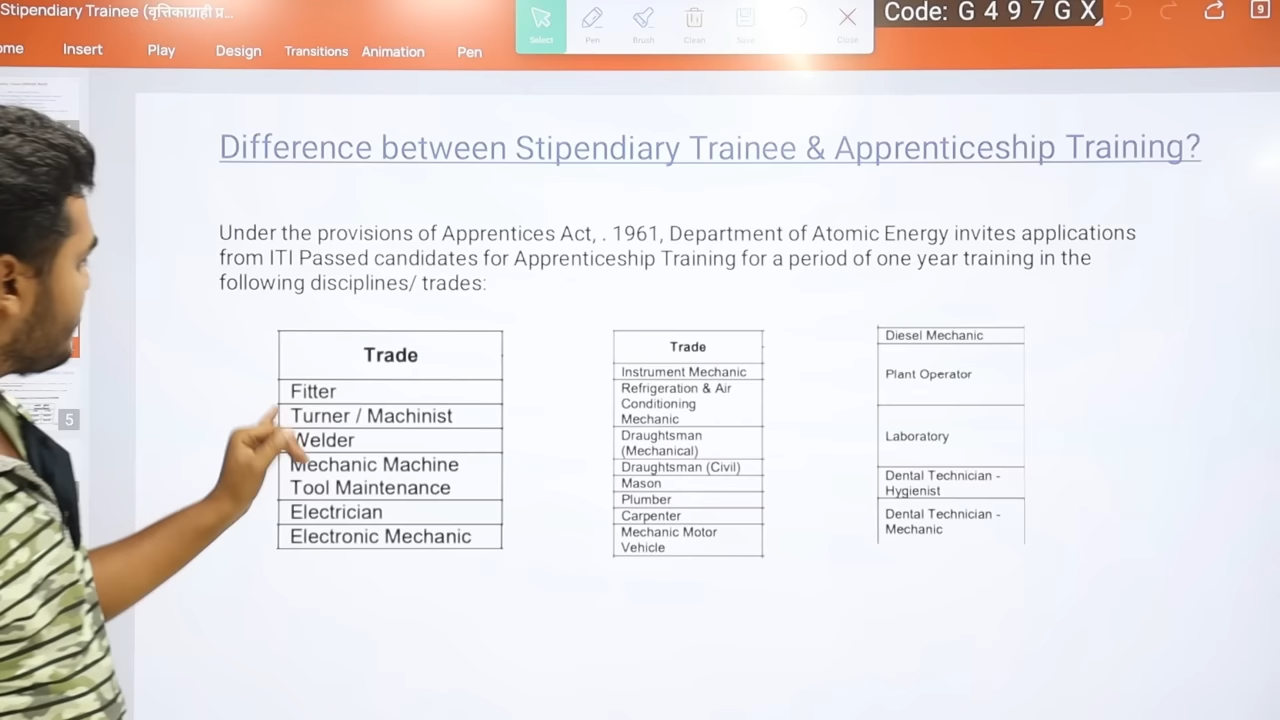 Stipendiary Trainee (वृत्तिकाग्राही प्र...
Code: G 4 9 7 G X
9
ome Insert Play Design Transitions Animation Pen
Select Pen Brush Clean Save Close
Difference between Stipendiary Trainee & Apprenticeship Training?
Under the provisions of Apprentices Act, . 1961, Department of Atomic Energy invites applications
from ITI Passed candidates for Apprenticeship Training for a period of one year training in the
following disciplines/ trades:
Trade
Fitter
Turner / Machinist
Welder
Mechanic Machine
Tool Maintenance
Electrician
Electronic Mechanic
Trade
Instrument Mechanic
Refrigeration & Air
Conditioning
Mechanic
Draughtsman
(Mechanical)
Draughtsman (Civil)
Mason
Plumber
Carpenter
Mechanic Motor
Vehicle
Diesel Mechanic
Plant Operator
Laboratory
Dental Technician -
Hygienist
Dental Technician -
Mechanic
5